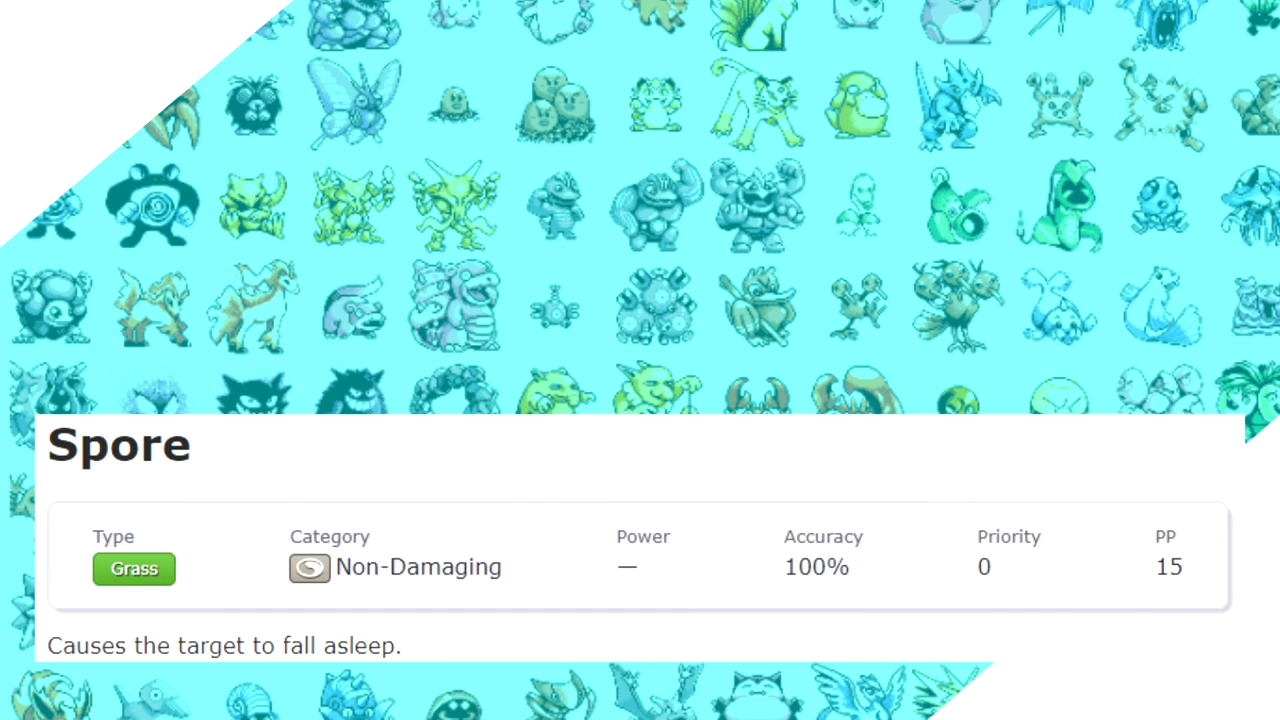 Spore
Type Category Power Accuracy Priority PP
Grass Non-Damaging — 100% 0 15
Causes the target to fall asleep.